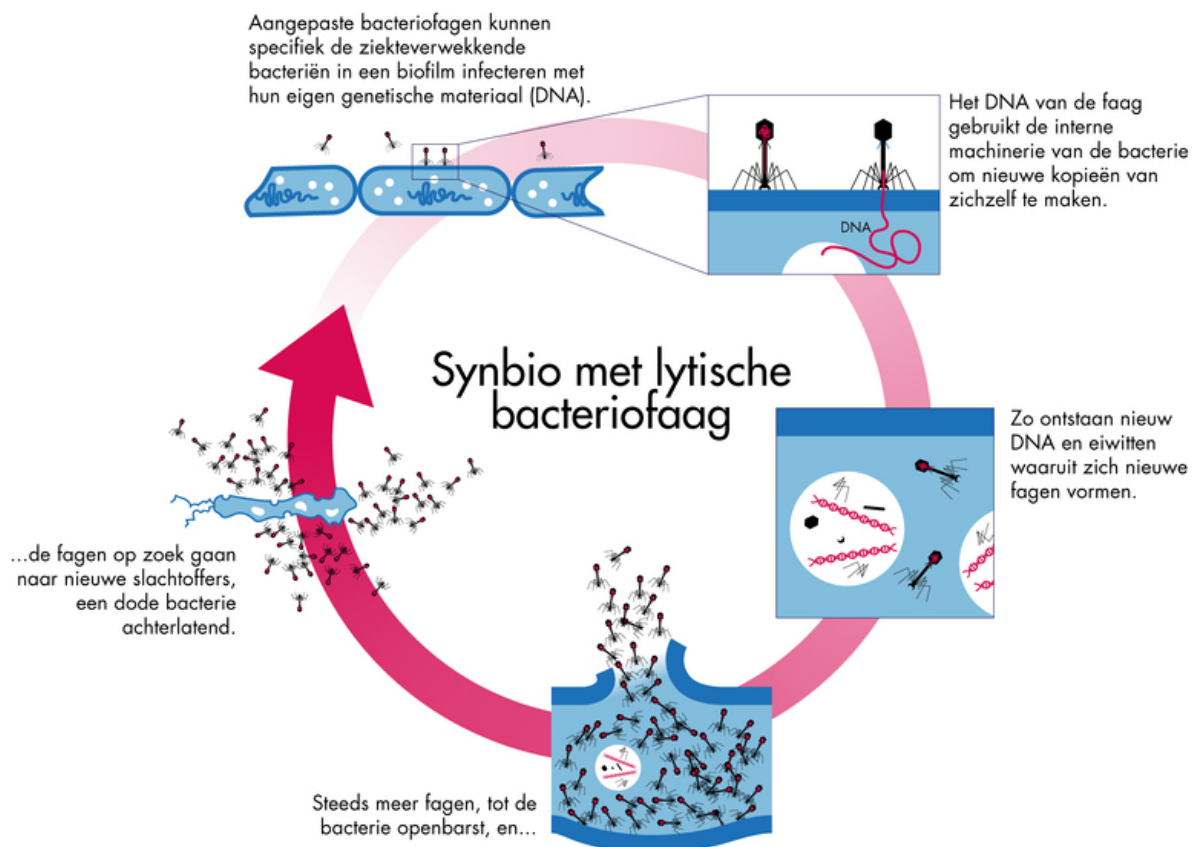 Aangepaste bacteriofagen kunnen
specifiek de ziekteverwekkende
bacteriën in een biofilm infecteren met
hun eigen genetische materiaal (DNA).
Het DNA van de faag
gebruikt de interne
machinerie van de bacterie
om nieuwe kopieën van
zichzelf te maken.
DNA
Synbio met lytische
bacteriofaag
Zo ontstaan nieuw
DNA en eiwitten
waaruit zich nieuwe
fagen vormen.
Steeds meer fagen, tot de
bacterie openbarst, en...
...de fagen op zoek gaan
naar nieuwe slachtoffers,
een dode bacterie
achterlatend.